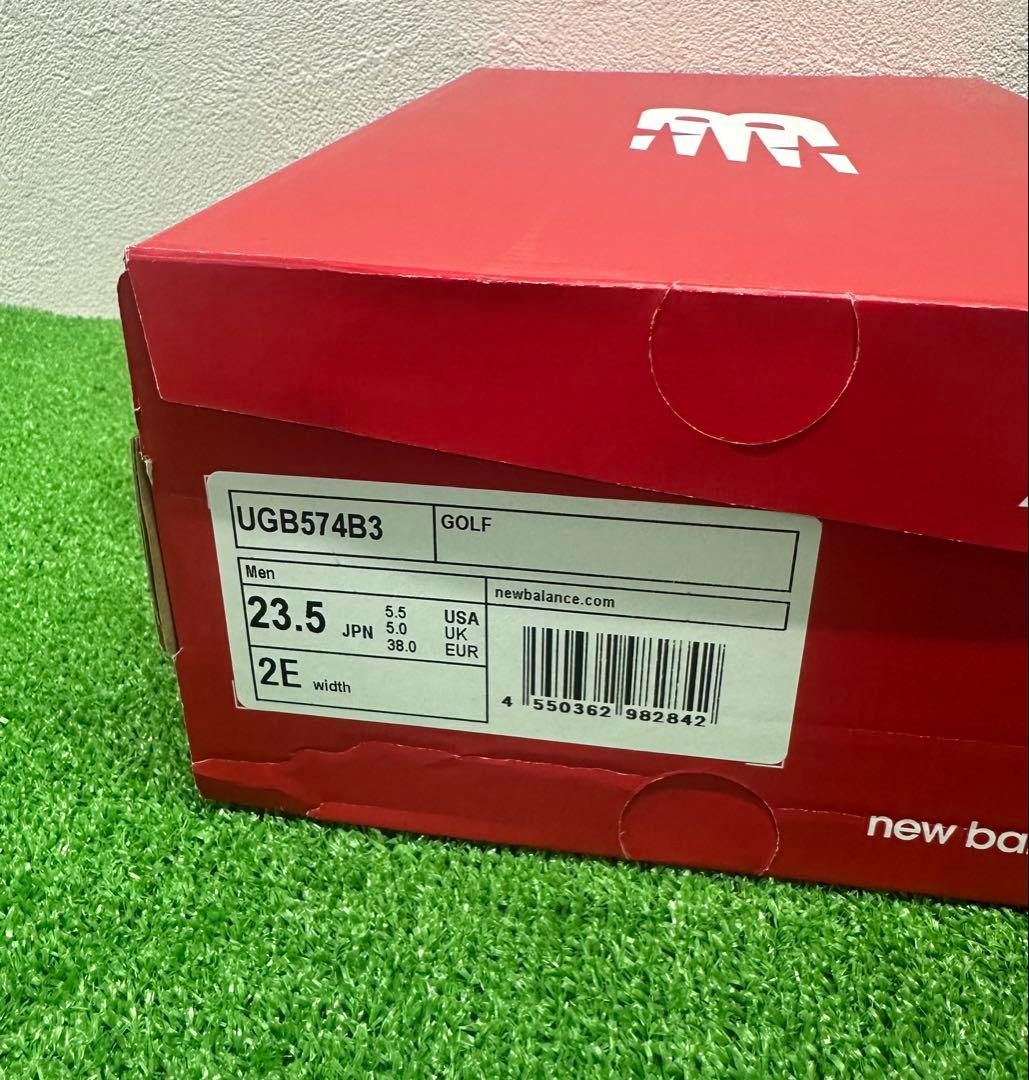 UGB574B3
GOLF
Men
newbalance.com
23.5 JPN
5.5 USA
5.0 UK
38.0 EUR
2E width
4 550362 982842
new ba